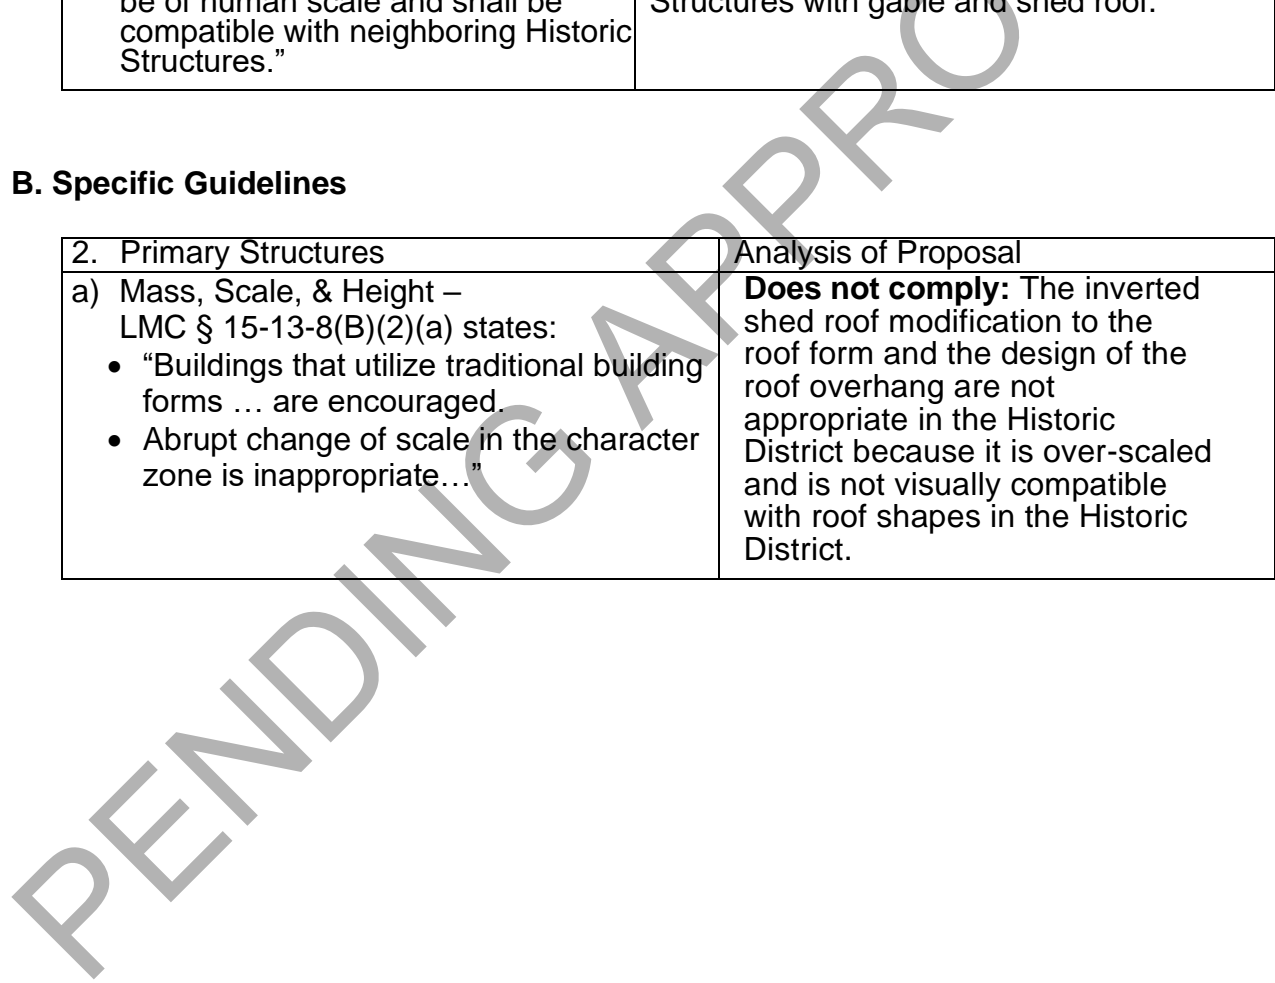 be of human scale and shall be
compatible with neighboring Historic
Structures.”
Structures with gable and shed roof.
B. Specific Guidelines
2. Primary Structures
Analysis of Proposal
a) Mass, Scale, & Height –
LMC § 15-13-8(B)(2)(a) states:
• “Buildings that utilize traditional building
forms … are encouraged.
• Abrupt change of scale in the character
zone is inappropriate…”
Does not comply: The inverted
shed roof modification to the
roof form and the design of the
roof overhang are not
appropriate in the Historic
District because it is over-scaled
and is not visually compatible
with roof shapes in the Historic
District.
PENDING APPRO